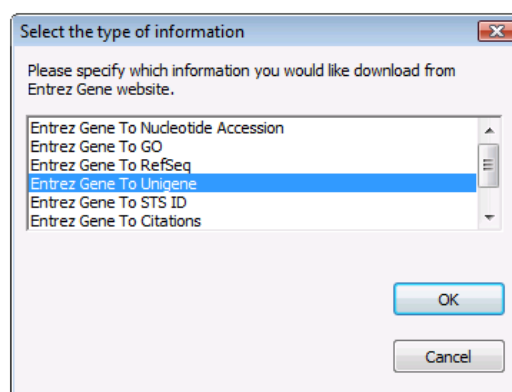 Select the type of information
Please specify which information you would like download from
Entrez Gene website.
Entrez Gene To Nucleotide Accession
Entrez Gene To GO
Entrez Gene To RefSeq
Entrez Gene To Unigene
Entrez Gene To STS ID
Entrez Gene To Citations
OK
Cancel